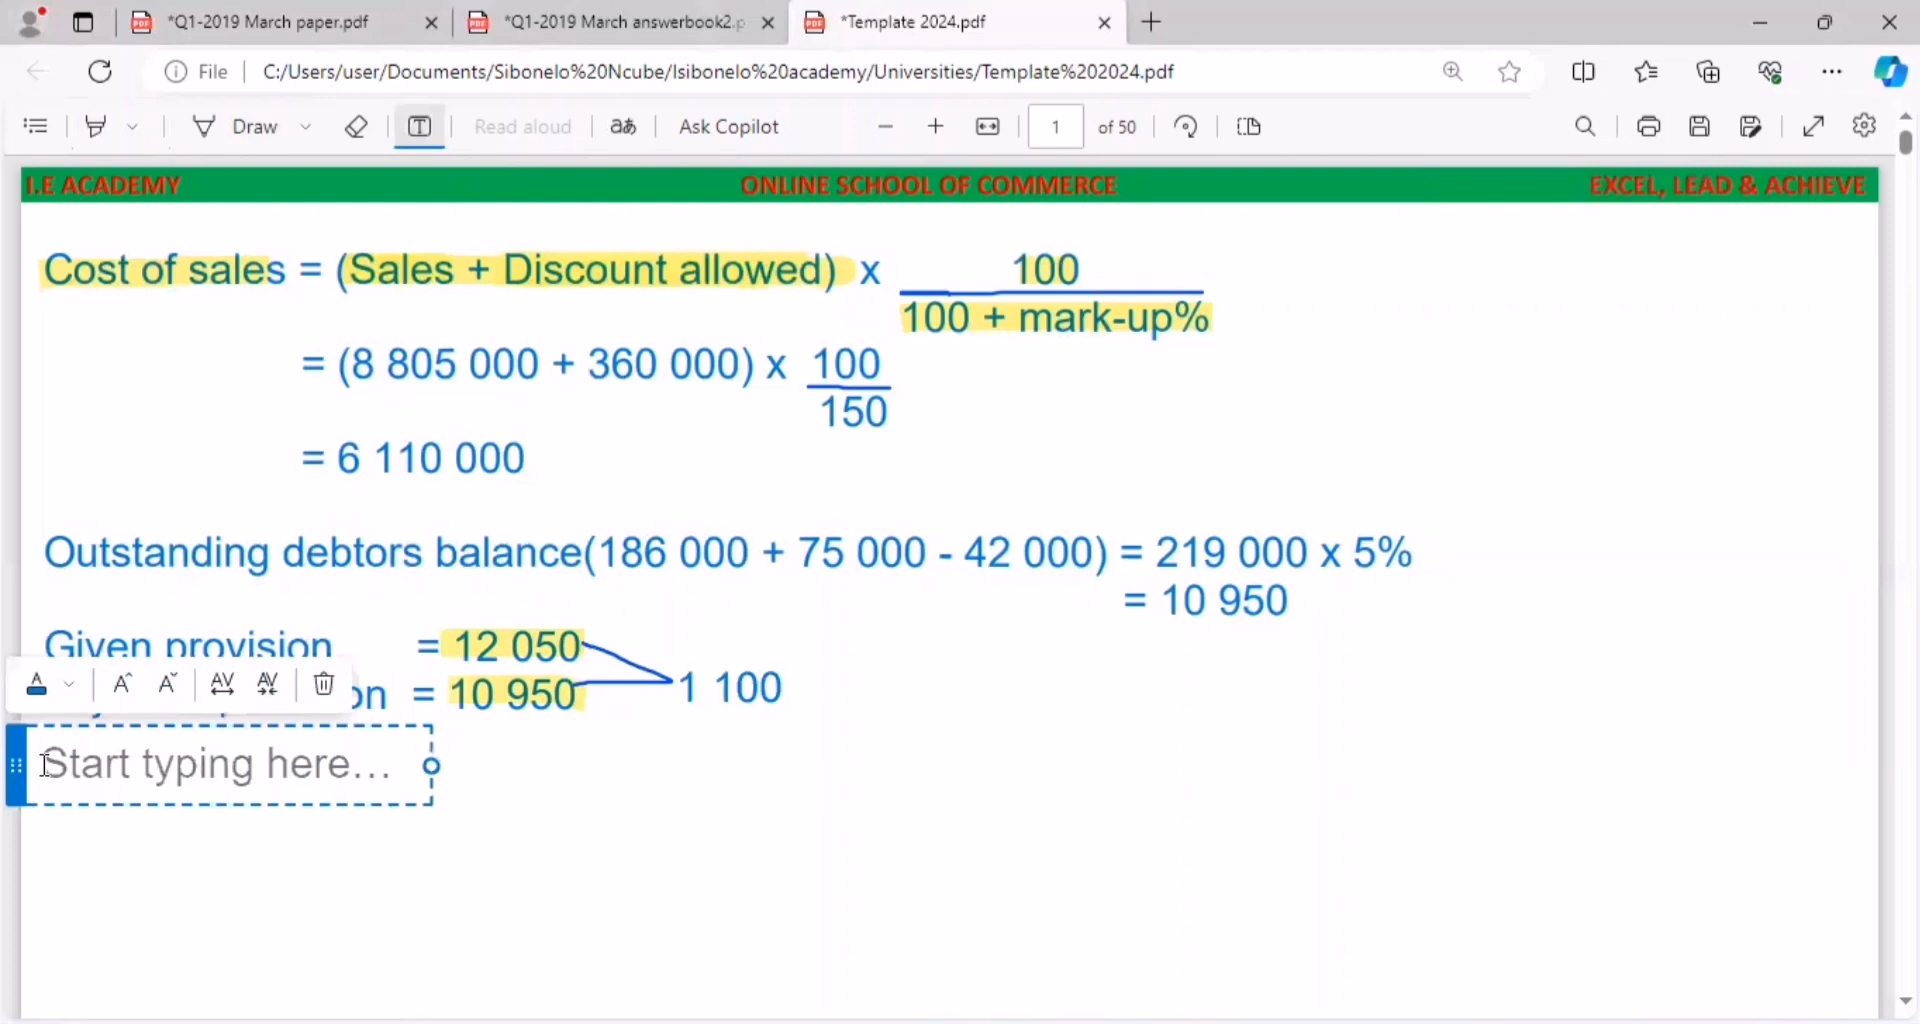 *Q1-2019 March paper.pdf
*Q1-2019 March answerbook2.p
*Template 2024.pdf
File
C:/Users/user/Documents/Sibonelo%20Ncube/Isibonelo%20academy/Universities/Template%202024.pdf
Draw
Read aloud
Ask Copilot
1 of 50
I.E ACADEMY ONLINE SCHOOL OF COMMERCE EXCEL, LEAD & ACHIEVE
Cost of sales = (Sales + Discount allowed) x 100
100 + mark-up%
= (8 805 000 + 360 000) x 100
150
= 6 110 000
Outstanding debtors balance(186 000 + 75 000 - 42 000) = 219 000 x 5%
= 10 950
Given provision = 12 050
on = 10 950
1 100
Start typing here...